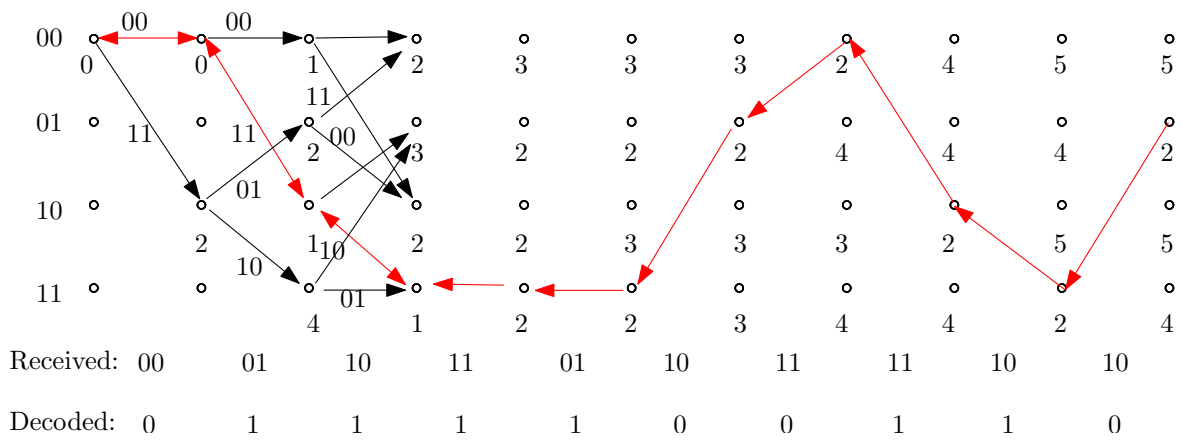 00 00
00
0 0 1 2 3 3 3 2 4 5 5
11
01 11 11 00
2 3 2 2 2 4 4 4 2
01
10
2 1 2 2 3 3 3 2 5 5
10 10
11 01
4 1 2 2 3 4 4 2 4
Received: 00 01 10 11 01 10 11 11 10 10
Decoded: 0 1 1 1 1 0 0 1 1 0